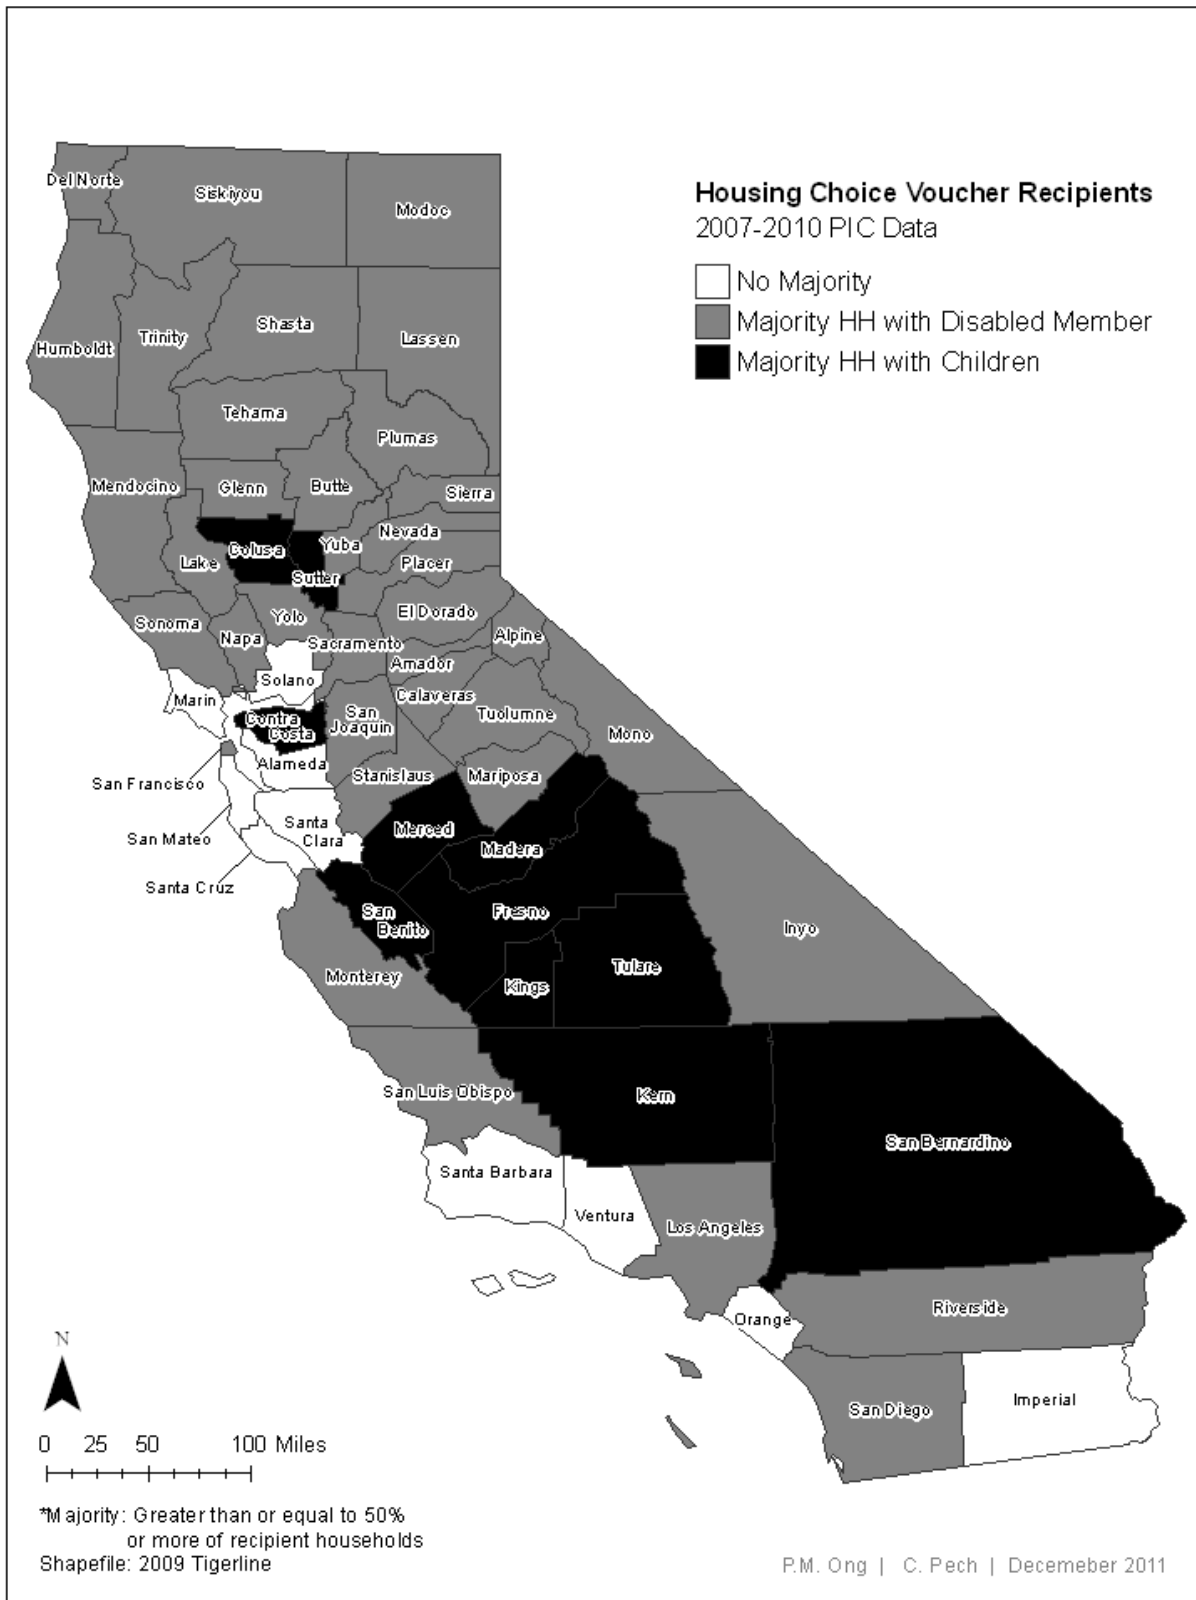 Housing Choice Voucher Recipients
2007-2010 PIC Data
No Majority
Majority HH with Disabled Member
Majority HH with Children
Del Norte
Siskiyou
Modoc
Humboldt
Trinity
Shasta
Lassen
Tehama
Plumas
Mendocino
Glenn
Butte
Sierra
Colusa
Yuba
Nevada
Lake
Sutter
Placer
Sonoma
Napa
Yolo
El Dorado
Sacramento
Alpine
Amador
Marin
Solano
Calaveras
Contra
Costa
San
Joaquin
Tuolumne
Mono
Alameda
San Francisco
Stanislaus
Mariposa
San Mateo
Santa
Clara
Merced
Madera
Santa Cruz
San
Benito
Fresno
Inyo
Monterey
Kings
Tulare
San Luis Obispo
Kern
San Bernardino
Santa Barbara
Ventura
Los Angeles
Orange
Riverside
San Diego
Imperial
N
0 25 50 100 Miles
*Majority: Greater than or equal to 50%
or more of recipient households
Shapefile: 2009 Tigerline
P.M. Ong | C. Pech | Decemeber 2011